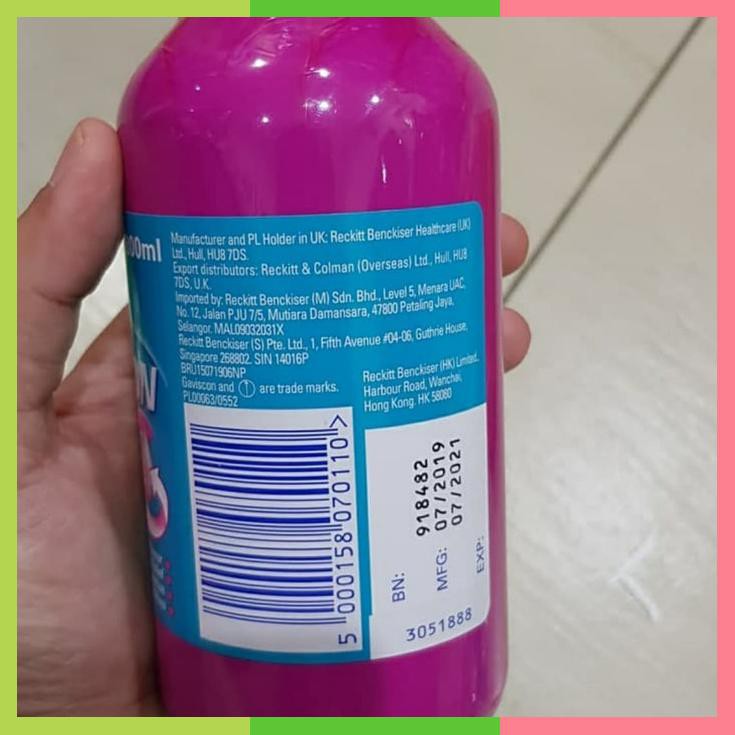 00ml
Manufacturer and PL Holder in UK: Reckitt Benckiser Healthcare (UK)
Ltd., Hull, HU8 7DS.
Export distributors: Reckitt & Colman (Overseas) Ltd., Hull, HU8
7DS, U.K.
Imported by: Reckitt Benckiser (M) Sdn. Bhd., Level 5, Menara UAC,
No. 12, Jalan PJU 7/5, Mutiara Damansara, 47800 Petaling Jaya,
Selangor. MAL09032031X
Reckitt Benckiser (S) Pte. Ltd., 1, Fifth Avenue #04-06, Guthrie House,
Singapore 268802. SIN 14016P
BRU15071906NP
Gaviscon and are trade marks.
PL00063/0552
Reckitt Benckiser (HK) Limited.
Harbour Road, Wanchai,
Hong Kong. HK 58060
ON
5 000158 070110 >
BN: 918482
MFG: 07/2019
EXP: 07/2021
3051888